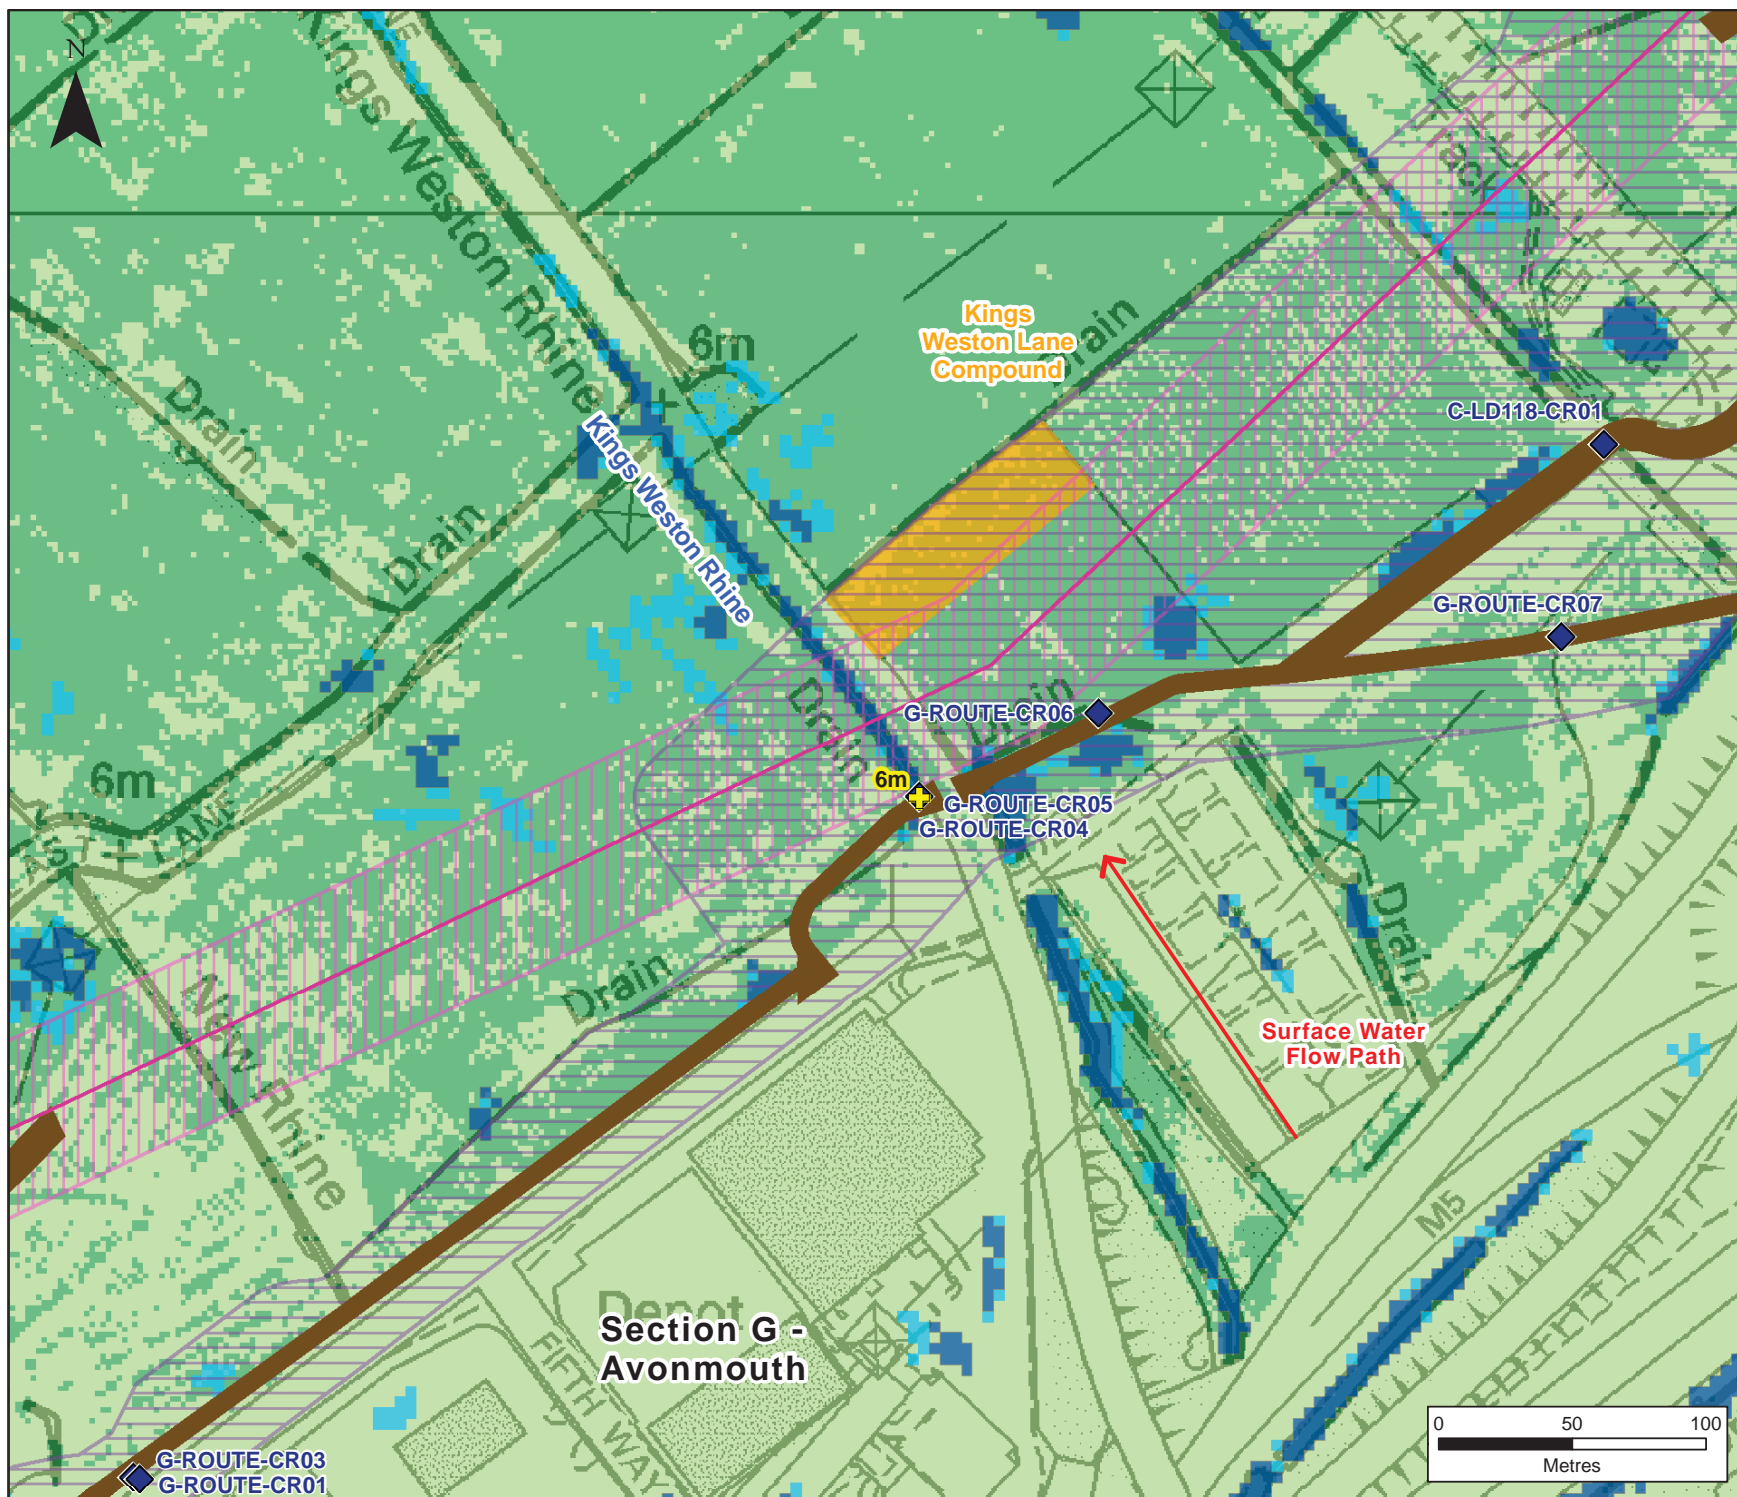 N
Kings Weston Rhine
Drain
Drain
6m
Kings
Weston Lane
Compound
Drain
C-LD118-CR01
Kings Weston Rhine
G-ROUTE-CR07
G-ROUTE-CR06
Drain
Drain
6m
6m
G-ROUTE-CR05
G-ROUTE-CR04
LANE
Drain
Drain
New Rhine
Surface Water
Flow Path
M5
Depot
Section G -
Avonmouth
FIFTH WAY
0 50 100
Metres
G-ROUTE-CR03
G-ROUTE-CR01